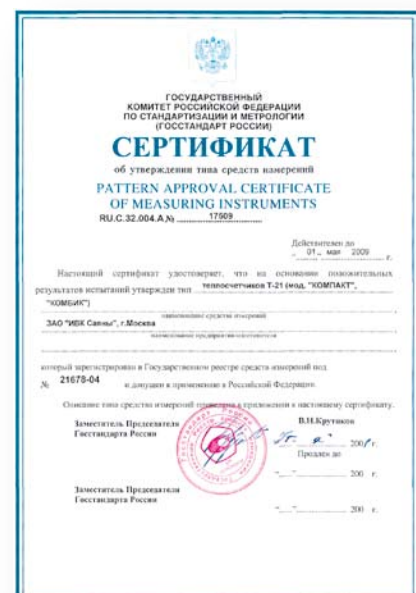 ГОСУДАРСТВЕННЫЙ
КОМИТЕТ РОССИЙСКОЙ ФЕДЕРАЦИИ
ПО СТАНДАРТИЗАЦИИ И МЕТРОЛОГИИ
(ГОССТАНДАРТ РОССИИ)
СЕРТИФИКАТ
об утверждении типа средств измерений
PATTERN APPROVAL CERTIFICATE
OF MEASURING INSTRUMENTS
RU.C.32.004.A № 17609
Действителен до
" 01 " мая 2009 г.
Настоящий сертификат удостоверяет, что на основании положительных
результатов испытаний утвержден тип теплосчетчиков Т-21 (мод. "КОМПАКТ",
"КОМБИК")
наименование средства измерений
ЗАО "ИВК Саяны", г.Москва
наименование предприятия-изготовителя
который зарегистрирован в Государственном реестре средств измерений под
№ 21678-04 и допущен к применению в Российской Федерации.
Описание типа средства измерений приведено в приложении к настоящему сертификату.
Заместитель Председателя
Госстандарта России
В.Н.Крутиков
200 г.
Продлен до
" " 200 г.
Заместитель Председателя
Госстандарта России
" " 200 г.